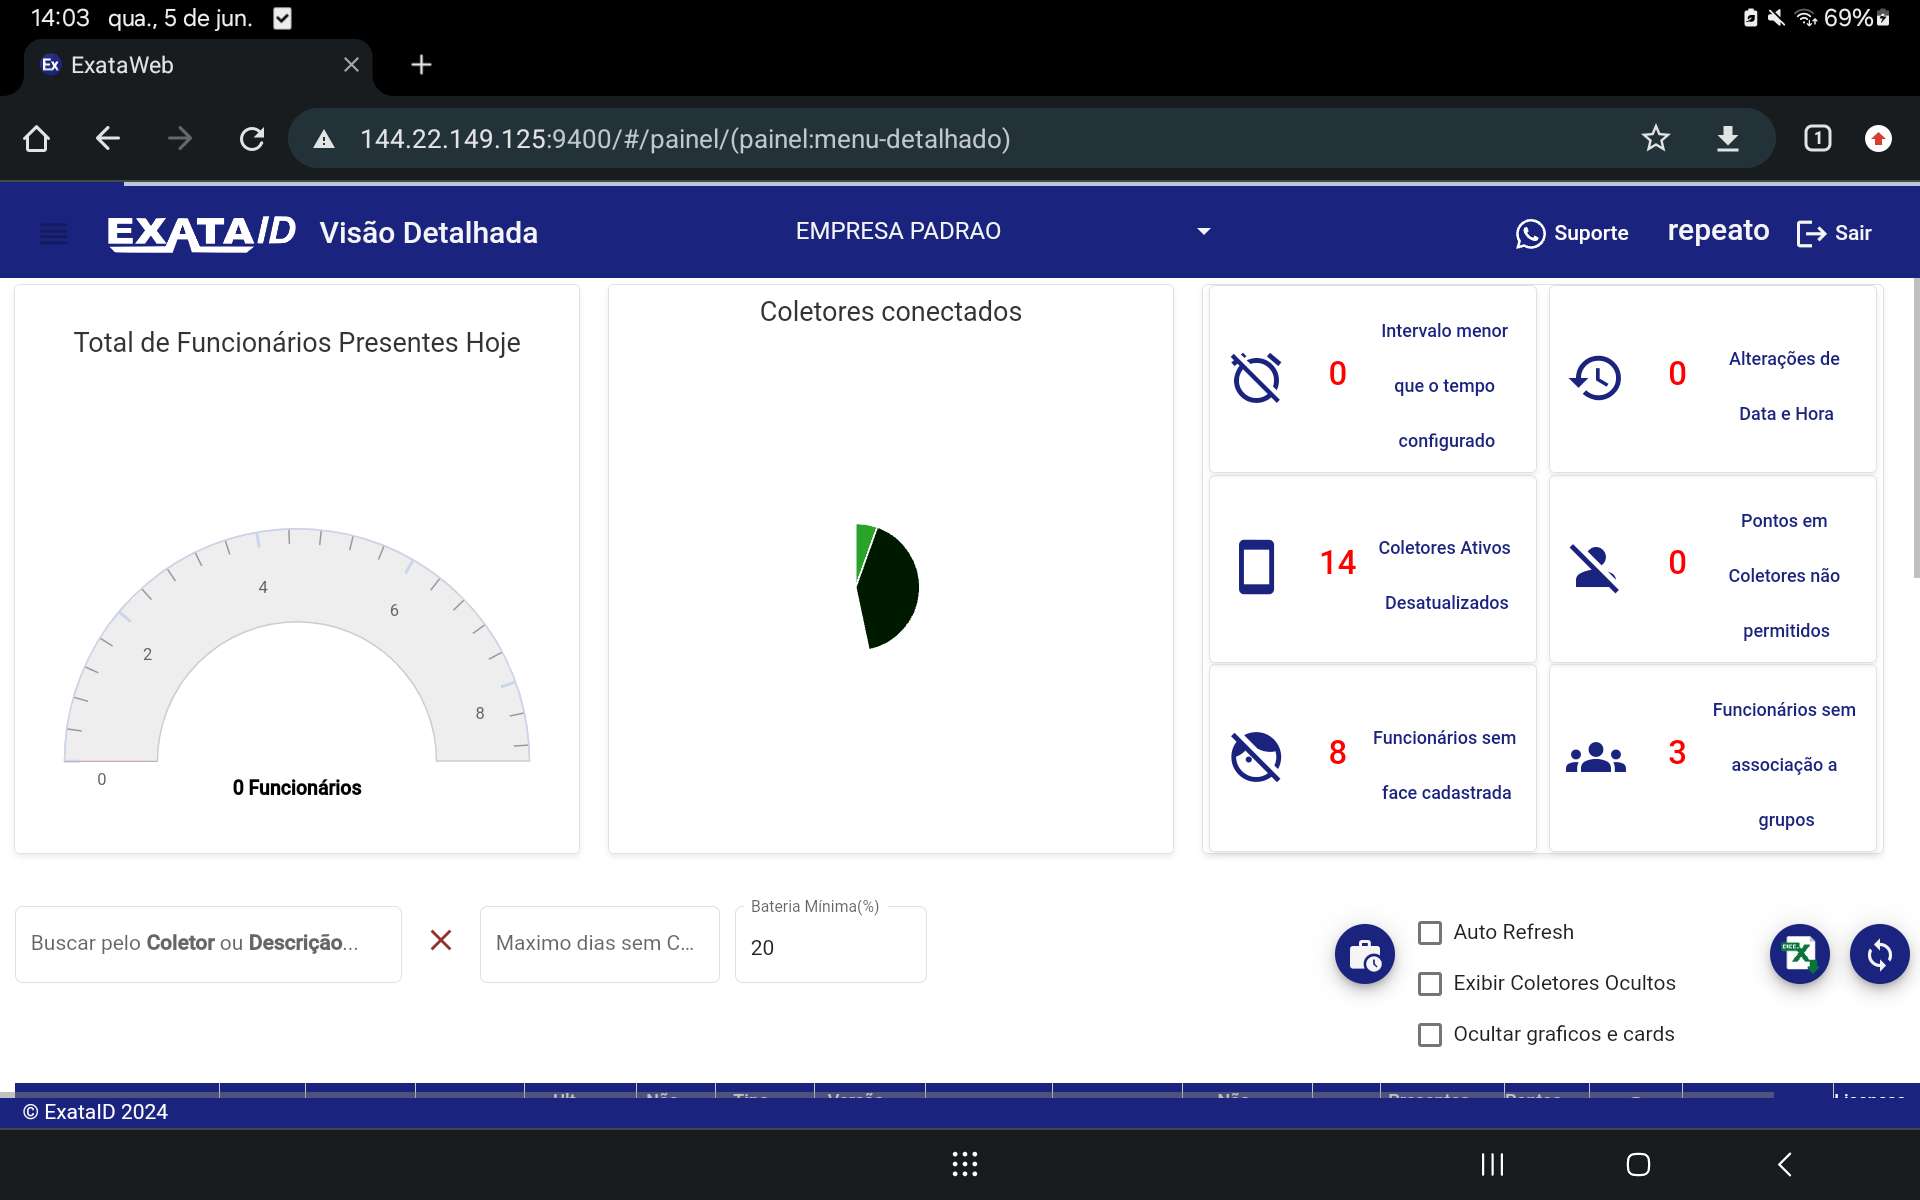 14:03 qua., 5 de jun.
69%
Ex ExataWeb
144.22.149.125:9400/#/painel/(painel:menu-detalhado)
1
EXATAID Visão Detalhada
EMPRESA PADRAO
Suporte
repeato
Sair
Total de Funcionários Presentes Hoje
0
2
4
6
8
0 Funcionários
Coletores conectados
0
Intervalo menor
que o tempo
configurado
0
Alterações de
Data e Hora
14
Coletores Ativos
Desatualizados
0
Pontos em
Coletores não
permitidos
8
Funcionários sem
face cadastrada
3
Funcionários sem
associação a
grupos
Buscar pelo Coletor ou Descrição...
Maximo dias sem C...
Bateria Mínima(%)
20
Auto Refresh
Exibir Coletores Ocultos
Ocultar graficos e cards
© ExataID 2024